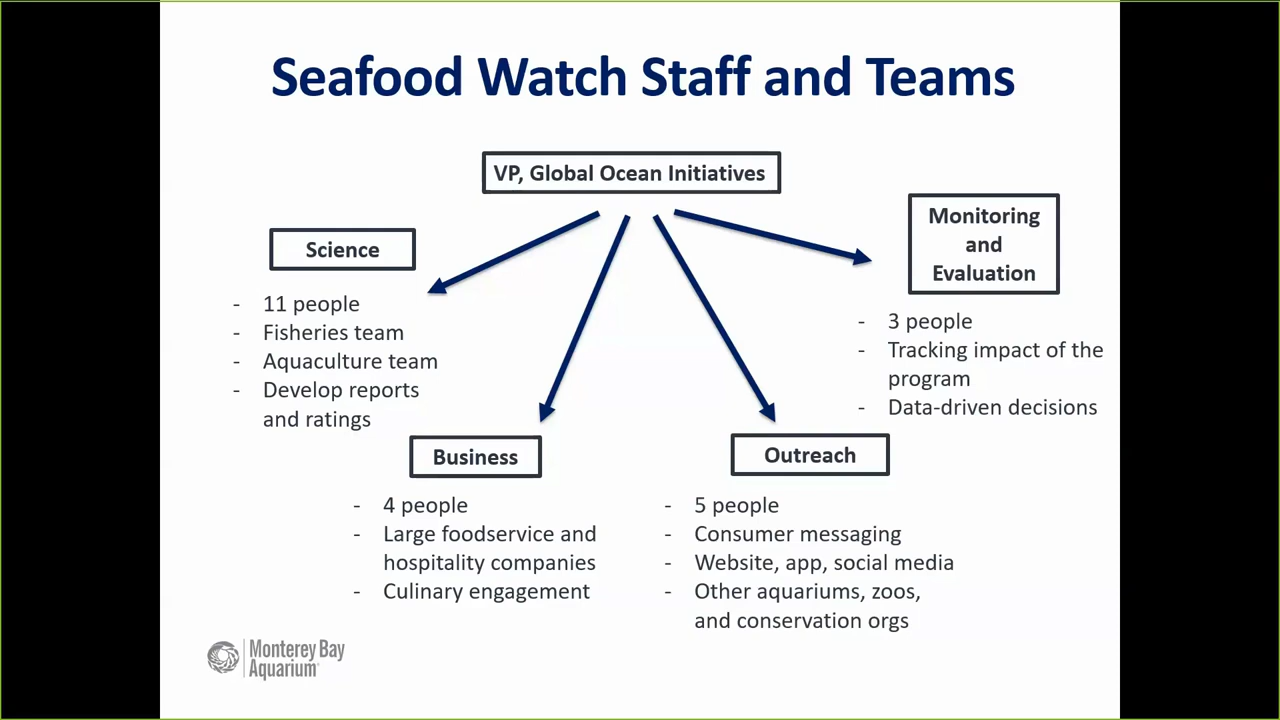 Seafood Watch Staff and Teams
VP, Global Ocean Initiatives
Science
- 11 people
- Fisheries team
- Aquaculture team
- Develop reports
and ratings
Business
- 4 people
- Large foodservice and
hospitality companies
- Culinary engagement
Outreach
- 5 people
- Consumer messaging
- Website, app, social media
- Other aquariums, zoos,
and conservation orgs
Monitoring
and
Evaluation
- 3 people
- Tracking impact of the
program
- Data-driven decisions
Monterey Bay
Aquarium